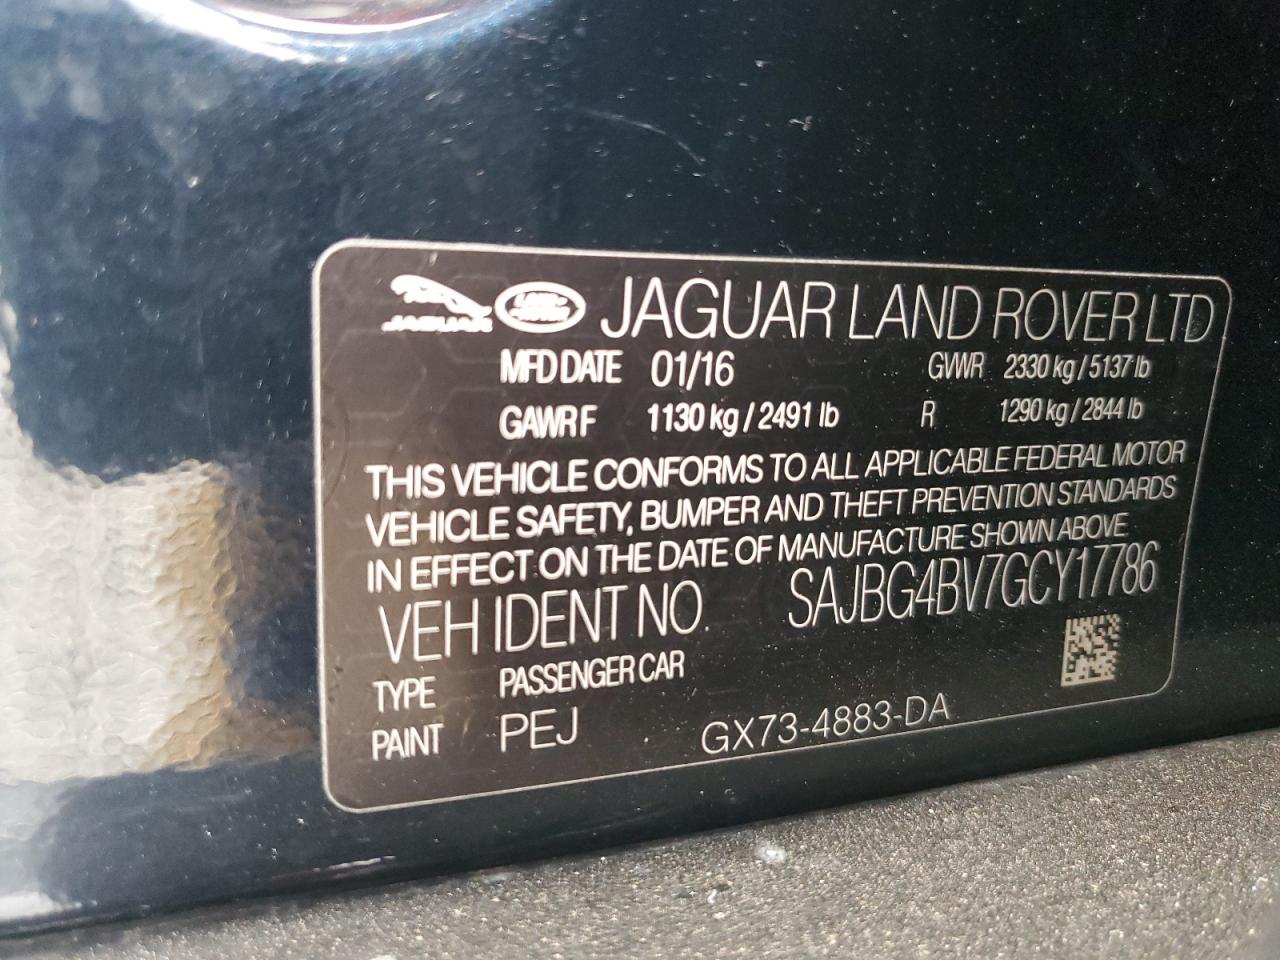 JAGUAR LAND ROVER JAGUAR LAND ROVER LTD
MFD DATE 01/16 GVWR 2330 kg / 5137 lb
GAWR F 1130 kg / 2491 lb R 1290 kg / 2844 lb
THIS VEHICLE CONFORMS TO ALL APPLICABLE FEDERAL MOTOR
VEHICLE SAFETY, BUMPER AND THEFT PREVENTION STANDARDS
IN EFFECT ON THE DATE OF MANUFACTURE SHOWN ABOVE
VEH IDENT NO. SAJBG4BV7GCY17786
TYPE PASSENGER CAR
PAINT PEJ GX73-4883-DA